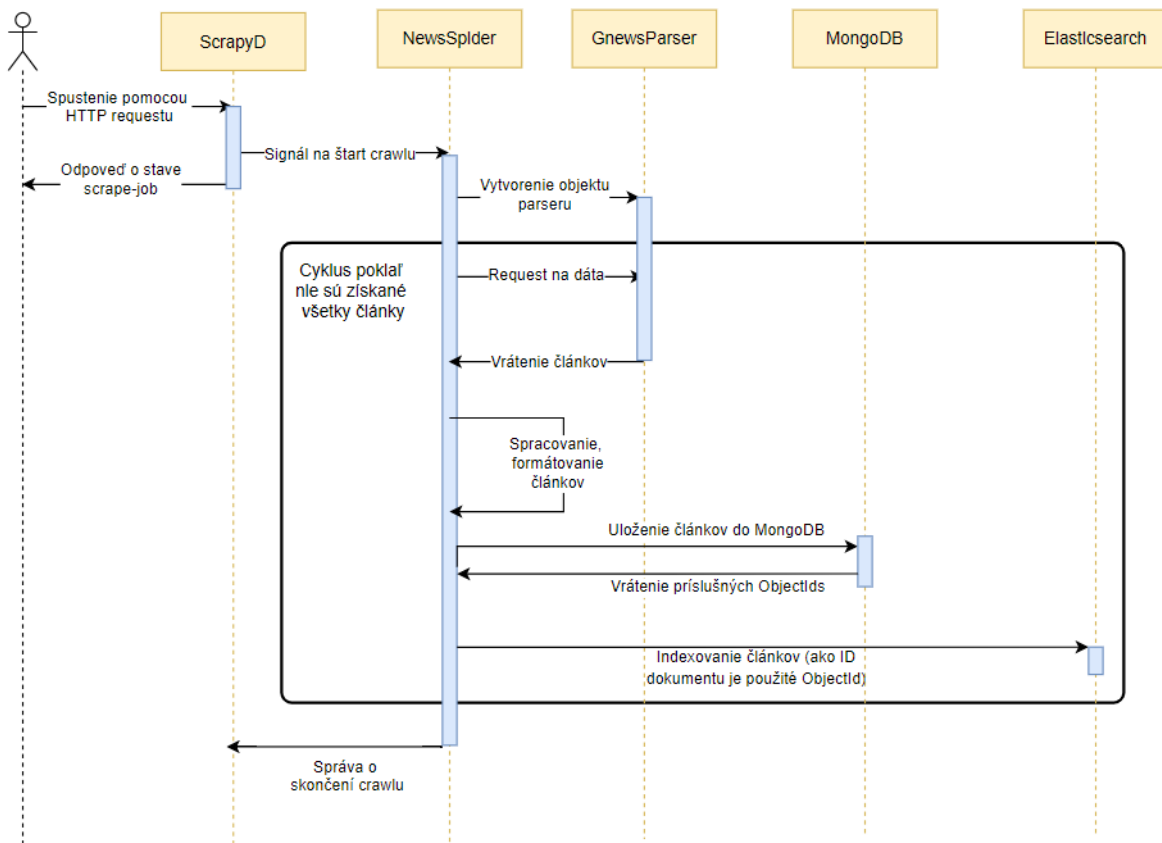 ScrapyD
NewsSpider
GnewsParser
MongoDB
Elasticsearch
Spustenie pomocou
HTTP requestu
Signál na štart crawlu
Odpoveď o stave
scrape-job
Vytvorenie objektu
parseru
Cyklus poklaľ
nie sú získané
všetky články
Request na dáta
Vrátenie článkov
Spracovanie,
formátovanie
článkov
Uloženie článkov do MongoDB
Vrátenie príslušných ObjectIds
Indexovanie článkov (ako ID
dokumentu je použité ObjectId)
Správa o
skončení crawlu